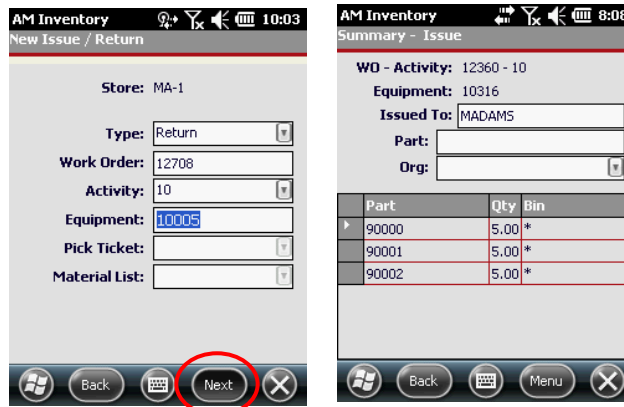 AM Inventory 10:03
New Issue / Return
Store: MA-1
Type: Return
Work Order: 12708
Activity: 10
Equipment: 10005
Pick Ticket:
Material List:
Back Next
AM Inventory 8:08
Summary - Issue
WO - Activity: 12360 - 10
Equipment: 10316
Issued To: MADAMS
Part:
Org:
Part Qty Bin
90000 5.00 *
90001 5.00 *
90002 5.00 *
Back Menu